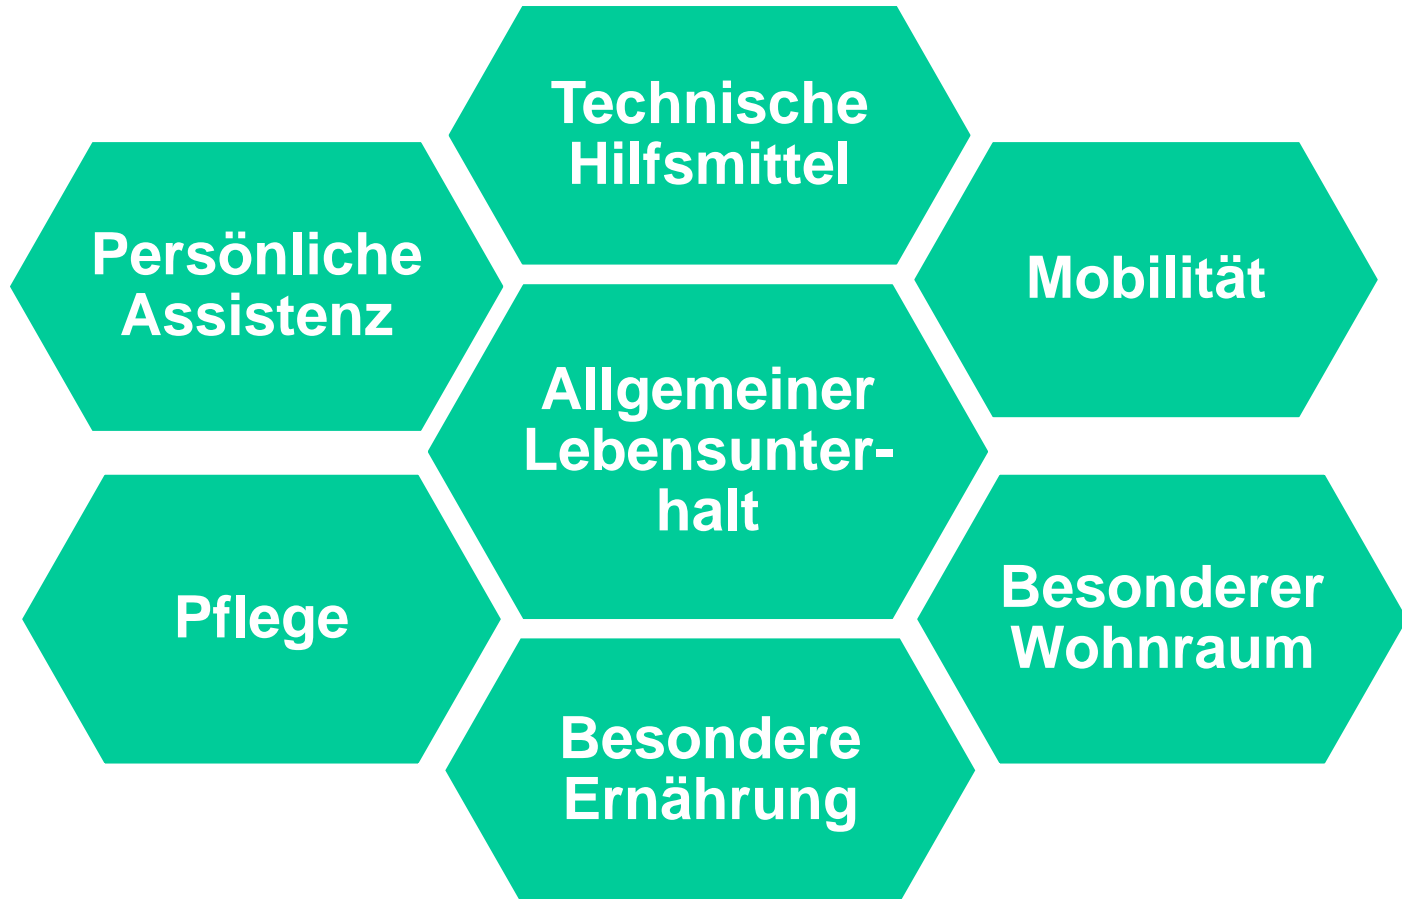 Technische
Hilfsmittel
Persönliche
Assistenz
Mobilität
Allgemeiner
Lebensunter-
halt
Pflege
Besonderer
Wohnraum
Besondere
Ernährung